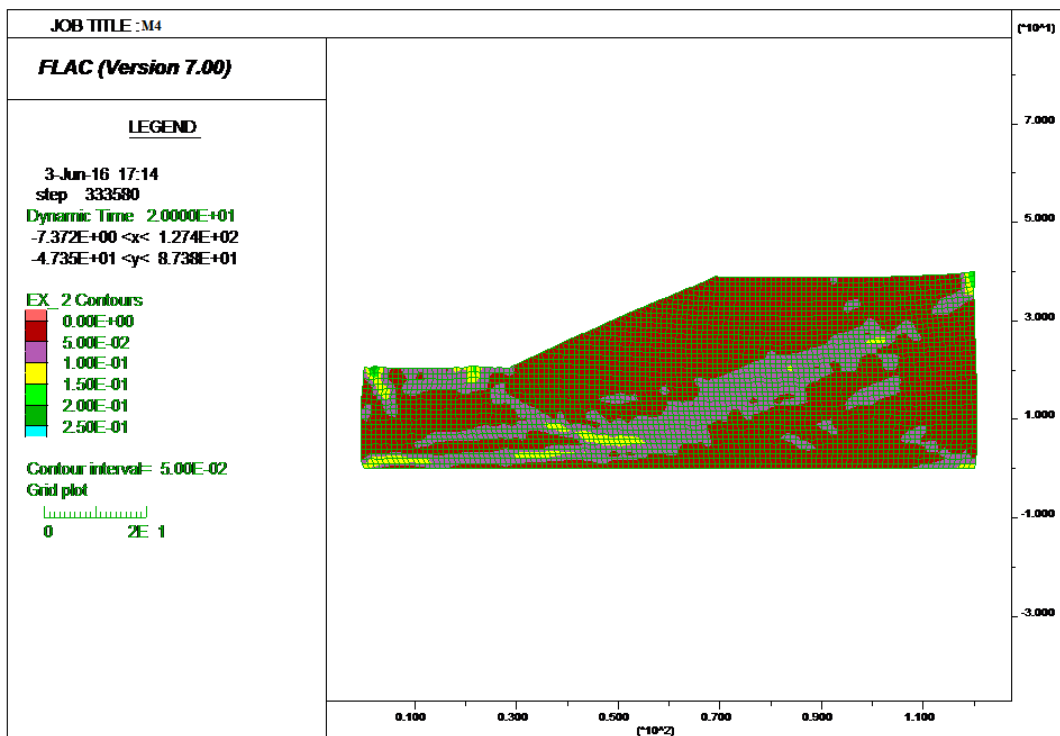 JOB TITLE : M4
(*10^1)
FLAC (Version 7.00)
LEGEND
3-Jun-16 17:14
step 333580
Dynamic Time 2.0000E+01
-7.372E+00 <x< 1.274E+02
-4.735E+01 <y< 8.738E+01
EX_2 Contours
0.00E+00
5.00E-02
1.00E-01
1.50E-01
2.00E-01
2.50E-01
Contour interval= 5.00E-02
Grid plot
0 2E 1
7.000
5.000
3.000
1.000
-1.000
-3.000
0.100 0.300 0.500 0.700 0.900 1.100
(*10^2)